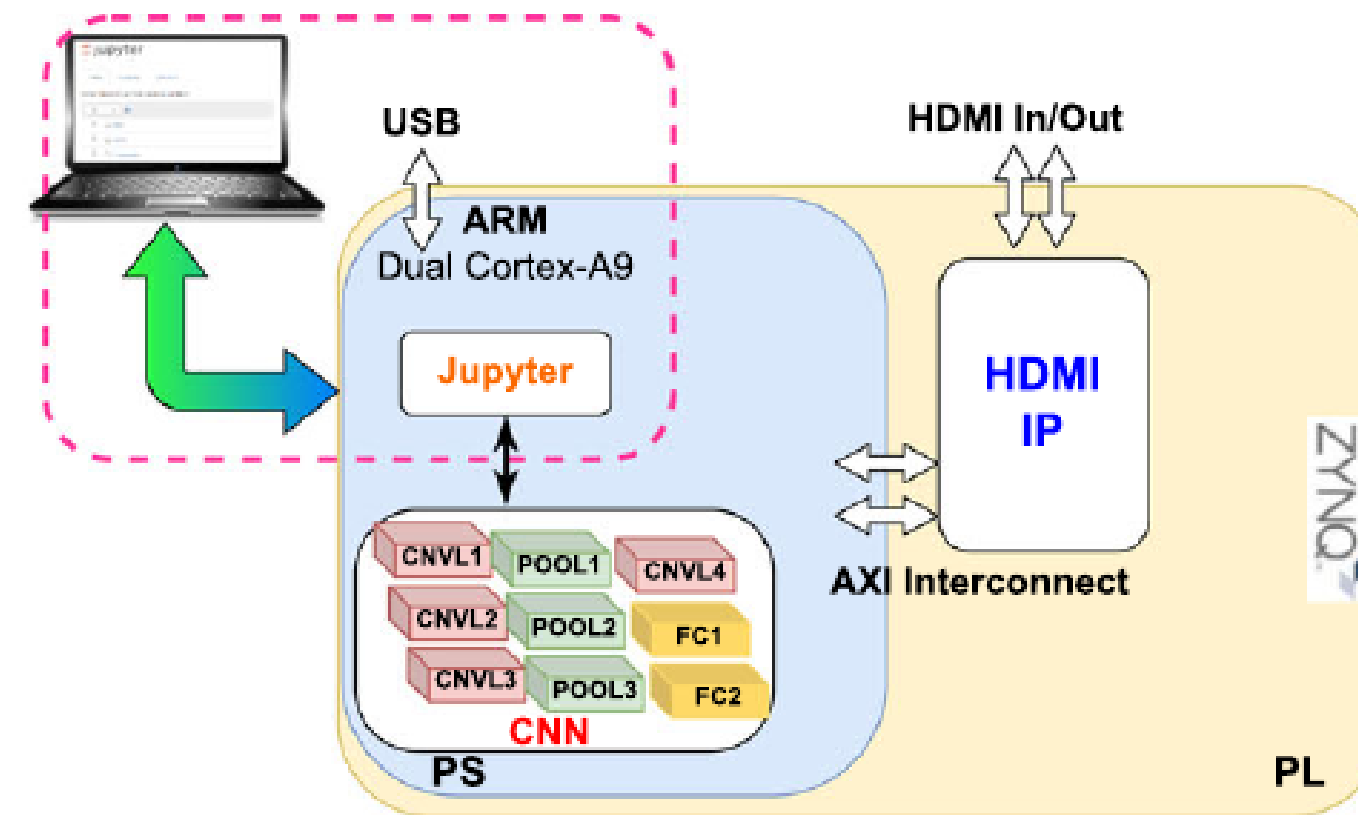 Jupyter
USB
HDMI In/Out
ARM
Dual Cortex-A9
Jupyter
HDMI
IP
ZYNQ
AXI Interconnect
CNVL1
POOL1
CNVL4
CNVL2
POOL2
FC1
CNVL3
POOL3
FC2
CNN
PS
PL